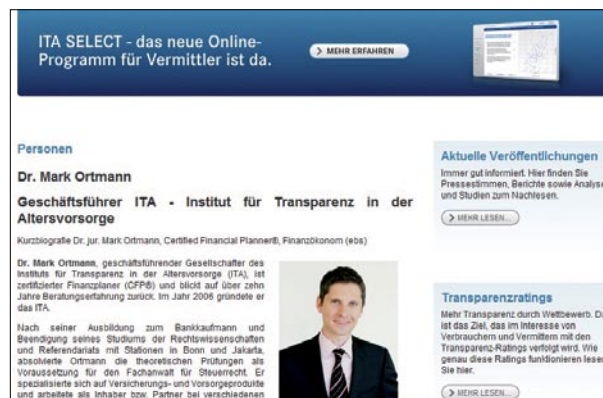 ITA SELECT - das neue Online-
Programm für Vermittler ist da.
MEHR ERFAHREN
Personen
Dr. Mark Ortmann
Geschäftsführer ITA - Institut für Transparenz in der
Altersvorsorge
Kurzbiografie Dr. jur. Mark Ortmann, Certified Financial Planner®, Finanzökonom (ebs)
Dr. Mark Ortmann, geschäftsführender Gesellschafter des
Instituts für Transparenz in der Altersvorsorge (ITA), ist
zertifizierter Finanzplaner (CFP®) und blickt auf über zehn
Jahre Beratungserfahrung zurück. Im Jahr 2006 gründete er
das ITA.
Nach seiner Ausbildung zum Bankkaufmann und
Beendigung seines Studiums der Rechtswissenschaften
und Referendariats mit Stationen in Bonn und Jakarta,
absolvierte Ortmann die theoretischen Prüfungen als
Voraussetzung für den Fachanwalt für Steuerrecht. Er
spezialisierte sich auf Versicherungs- und Vorsorgeprodukte
und arbeitete als Inhaber bzw. Partner bei verschiedenen
Aktuelle Veröffentlichungen
Immer gut informiert. Hier finden Sie
Pressestimmen, Berichte sowie Analyse
und Studien zum Nachlesen.
MEHR LESEN...
Transparenzratings
Mehr Transparenz durch Wettbewerb. Da
ist das Ziel, das im Interesse von
Verbrauchern und Vermittlern mit den
Transparenz-Ratings verfolgt wird. Wie
genau diese Ratings funktionieren lesen
Sie hier.
MEHR LESEN...